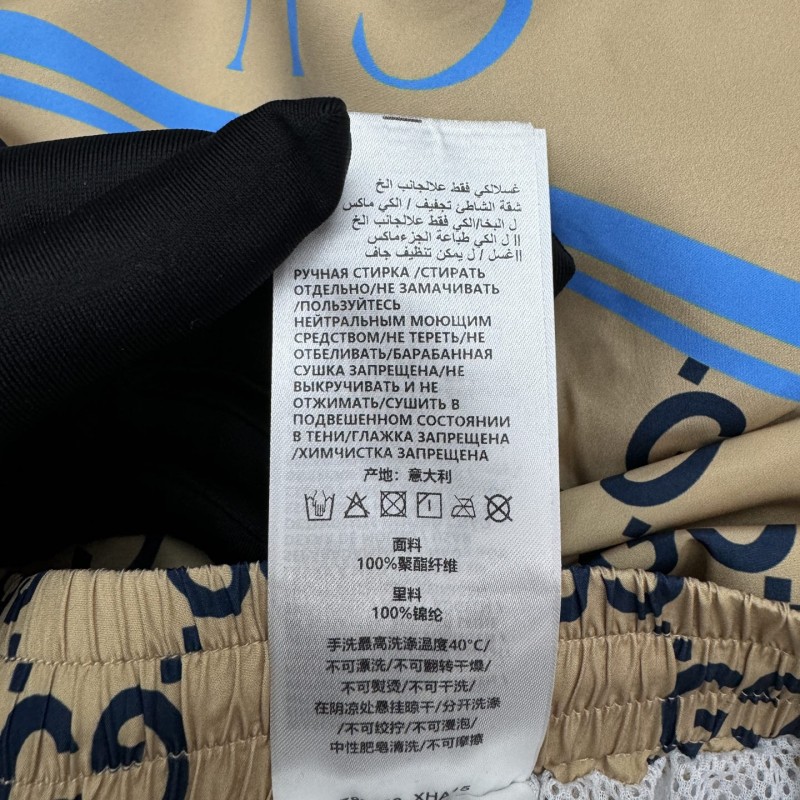 غسلالكي فقط علالجانب الخ
شقة الشاطئ تجفيف / الكي ماكس
ل البخا/الكي فقط علالجانب الخ
اا ل الكي طباعة الجزءماكس
ااغسل / ل يمكن تنظيف جاف
РУЧНАЯ СТИРКА /СТИРАТЬ
ОТДЕЛЬНО/НЕ ЗАМАЧИВАТЬ
/ПОЛЬЗУЙТЕСЬ
НЕЙТРАЛЬНЫМ МОЮЩИМ
СРЕДСТВОМ/НЕ ТЕРЕТЬ/НЕ
ОТБЕЛИВАТЬ/БАРАБАННАЯ
СУШКА ЗАПРЕЩЕНА/НЕ
ВЫКРУЧИВАТЬ И НЕ
ОТЖИМАТЬ/СУШИТЬ В
ПОДВЕШЕННОМ СОСТОЯНИИ
В ТЕНИ/ГЛАЖКА ЗАПРЕЩЕНА
/ХИМЧИСТКА ЗАПРЕЩЕНА
产地：意大利
面料
100%聚酯纤维
里料
100%锦纶
手洗最高洗涤温度40°C/
不可漂洗/不可翻转干燥/
不可熨烫/不可干洗/
在阴凉处悬挂晾干/分开洗涤
/不可绞拧/不可浸泡/
中性肥皂清洗/不可摩擦